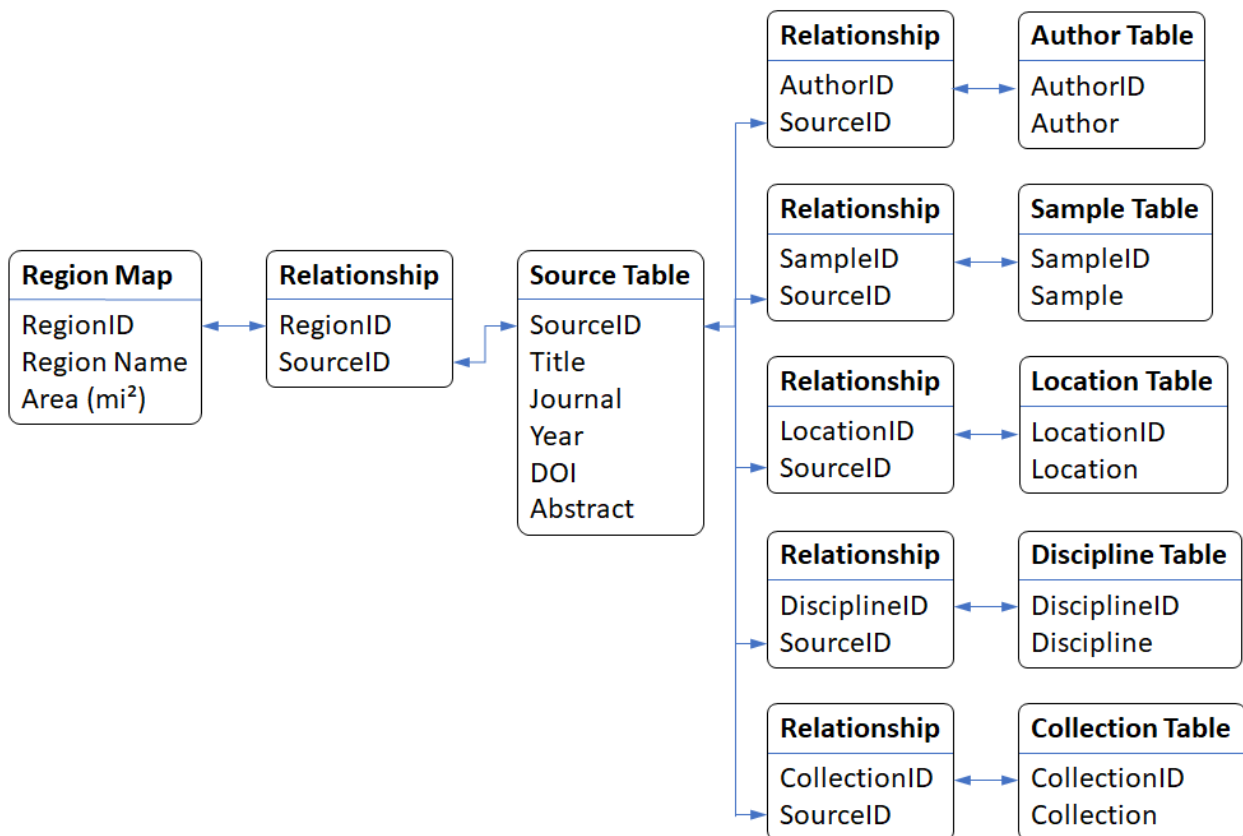 Region Map
RegionID
Region Name
Area (mi²)
Relationship
RegionID
SourceID
Source Table
SourceID
Title
Journal
Year
DOI
Abstract
Relationship
AuthorID
SourceID
Author Table
AuthorID
Author
Relationship
SampleID
SourceID
Sample Table
SampleID
Sample
Relationship
LocationID
SourceID
Location Table
LocationID
Location
Relationship
DisciplineID
SourceID
Discipline Table
DisciplineID
Discipline
Relationship
CollectionID
SourceID
Collection Table
CollectionID
Collection